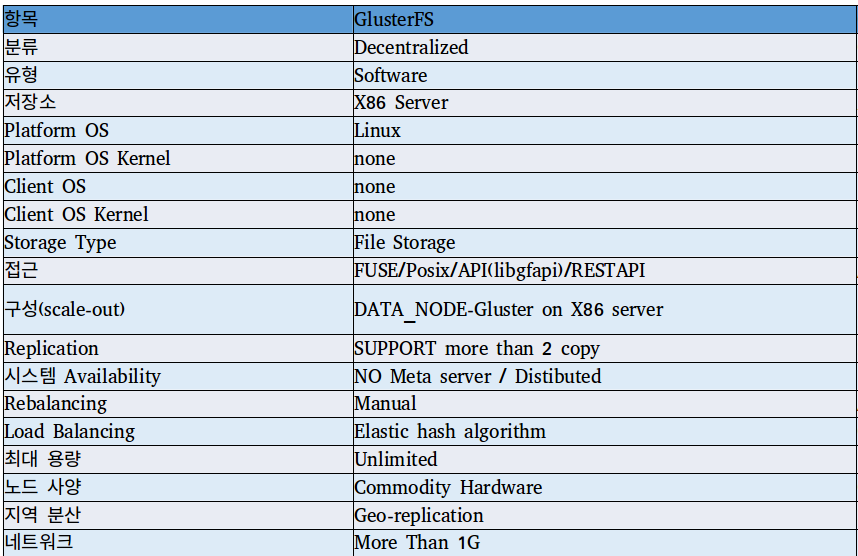 항목 GlusterFS
분류 Decentralized
유형 Software
저장소 X86 Server
Platform OS Linux
Platform OS Kernel none
Client OS none
Client OS Kernel none
Storage Type File Storage
접근 FUSE/Posix/API(libgfapi)/RESTAPI
구성(scale-out) DATA_NODE-Gluster on X86 server
Replication SUPPORT more than 2 copy
시스템 Availability NO Meta server / Distibuted
Rebalancing Manual
Load Balancing Elastic hash algorithm
최대 용량 Unlimited
노드 사양 Commodity Hardware
지역 분산 Geo-replication
네트워크 More Than 1G